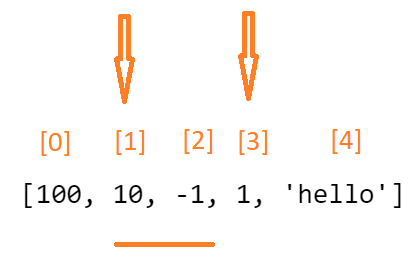 [0] [1] [2] [3] [4]
[100, 10, -1, 1, 'hello']